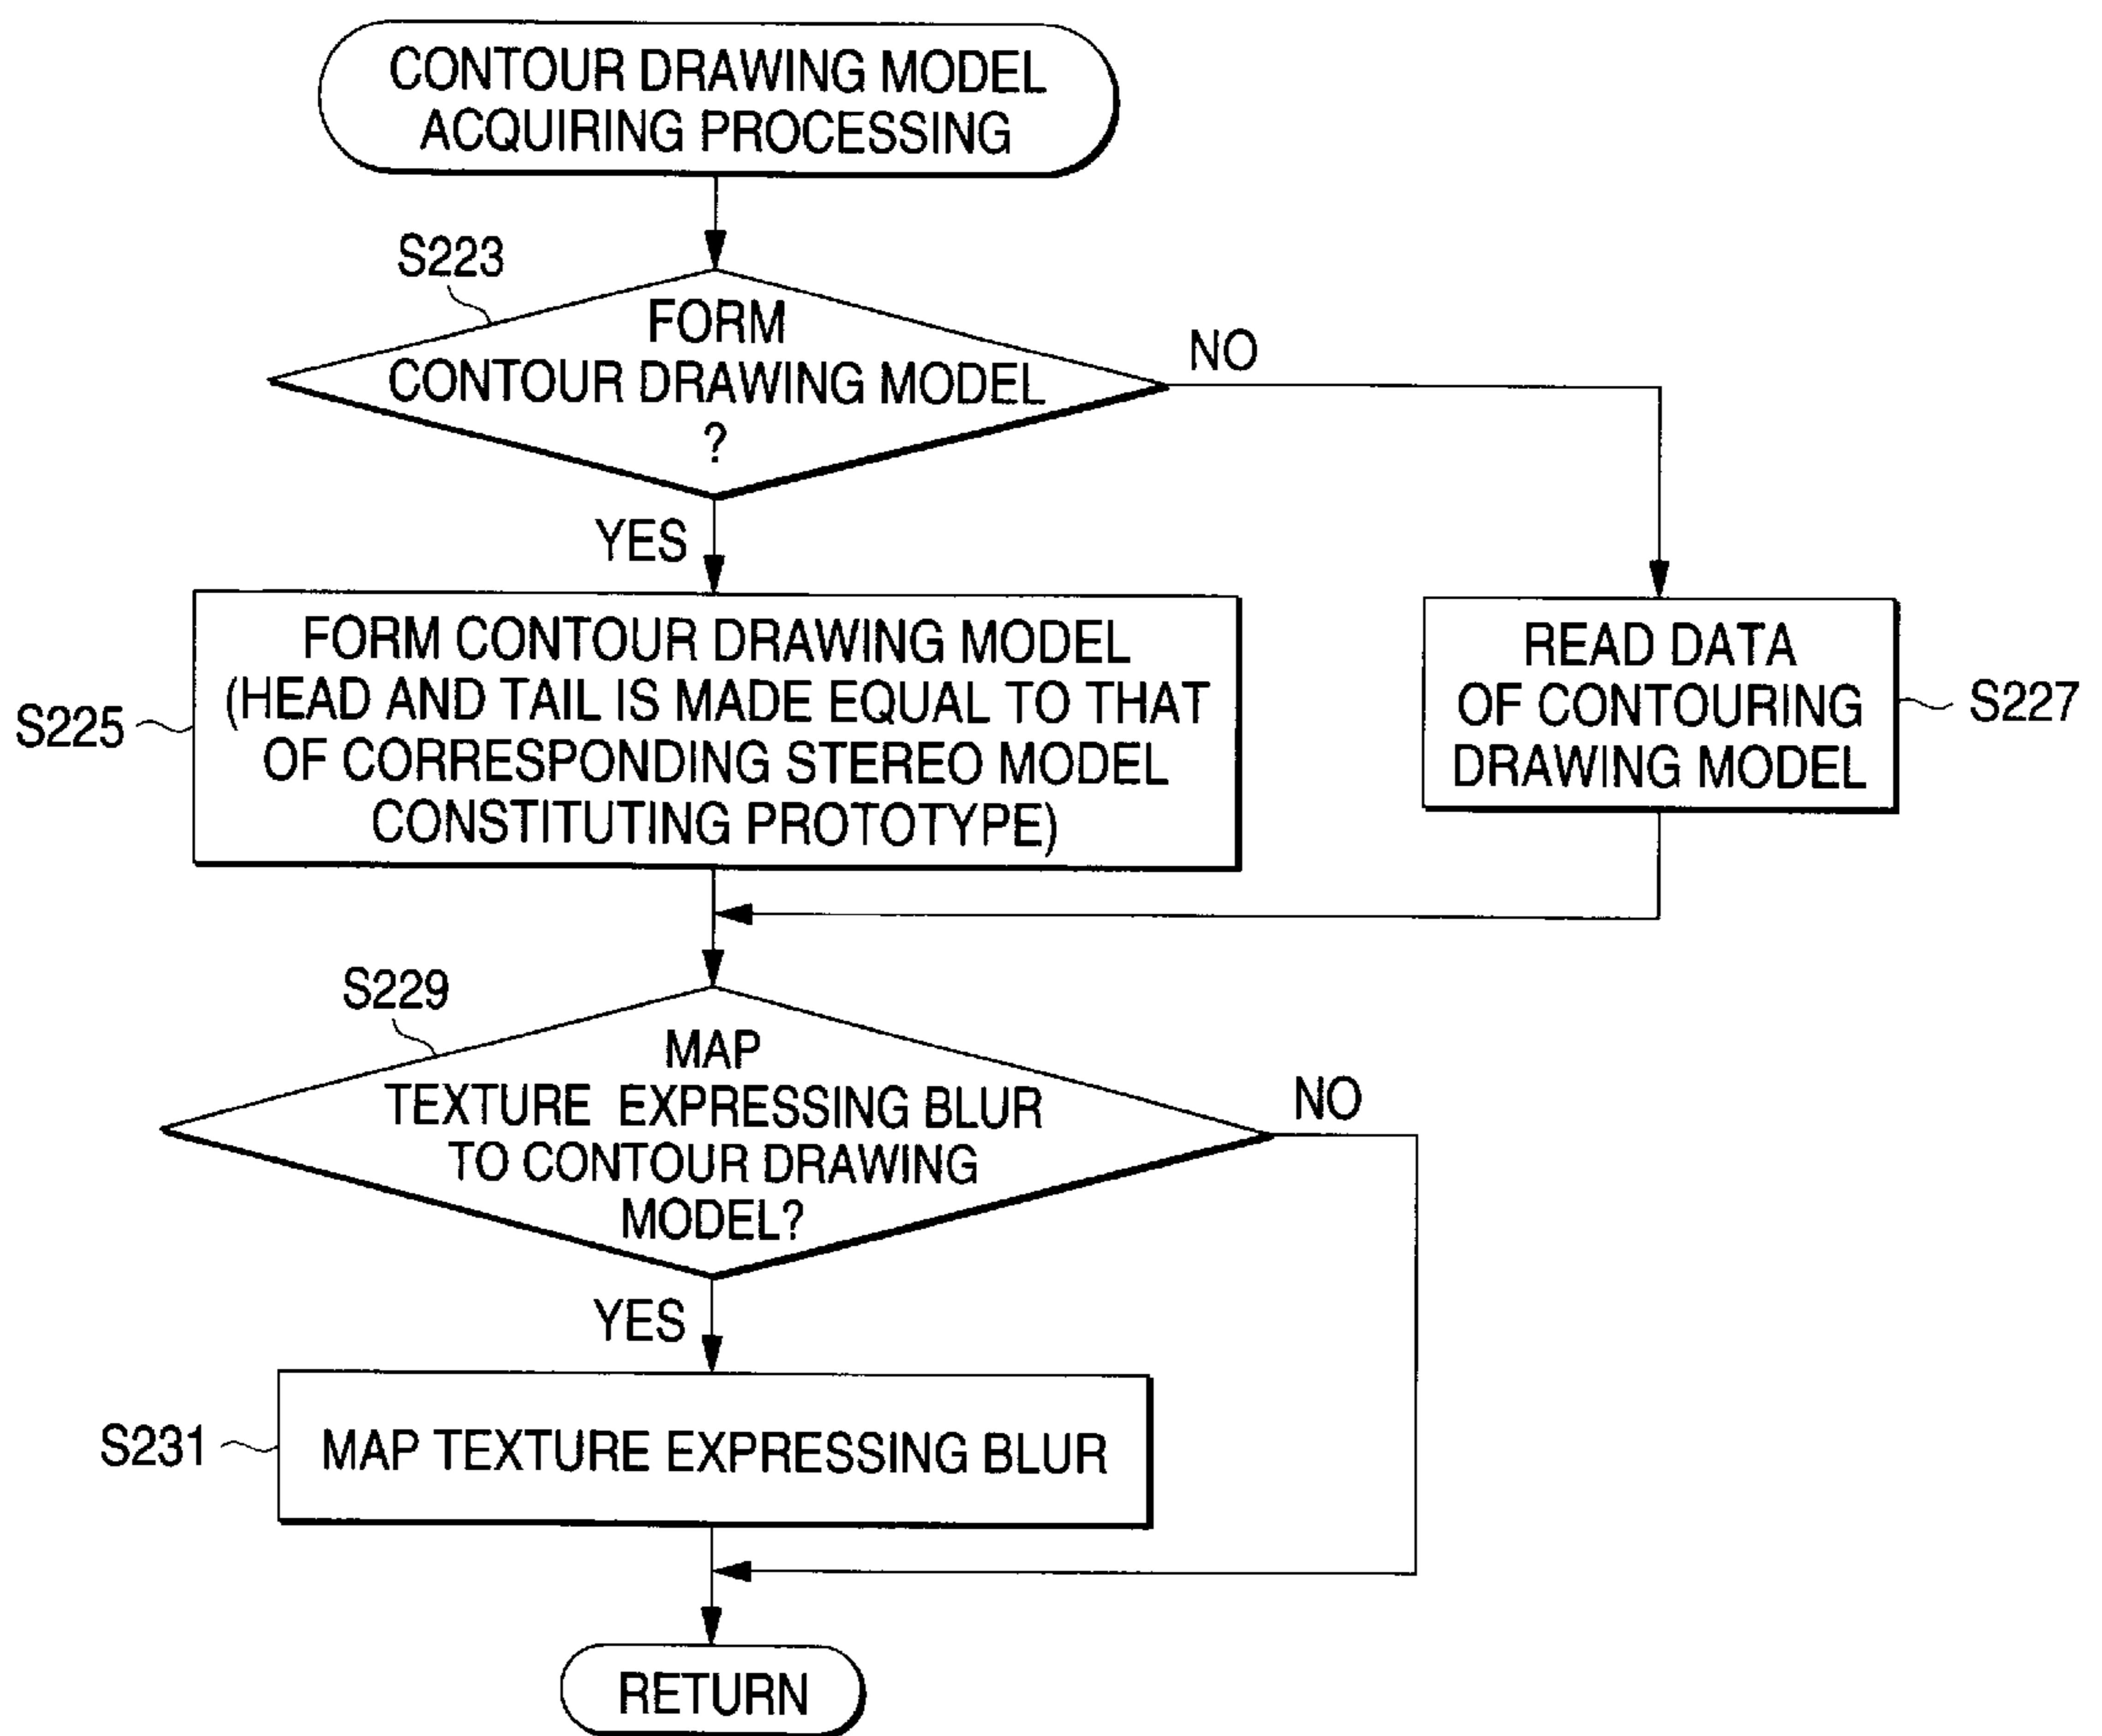 CONTOUR DRAWING MODEL
ACQUIRING PROCESSING
S223
FORM
CONTOUR DRAWING MODEL
?
NO
YES
S225
FORM CONTOUR DRAWING MODEL
(HEAD AND TAIL IS MADE EQUAL TO THAT
OF CORRESPONDING STEREO MODEL
CONSTITUTING PROTOTYPE)
READ DATA
OF CONTOURING
DRAWING MODEL
S227
S229
MAP
TEXTURE EXPRESSING BLUR
TO CONTOUR DRAWING
MODEL?
NO
YES
S231
MAP TEXTURE EXPRESSING BLUR
RETURN